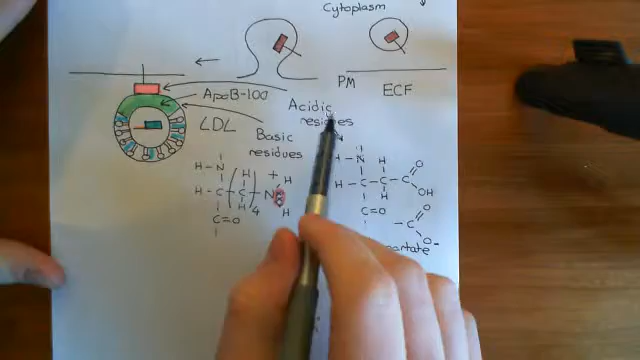 Cytoplasm
PM
ECF
ApoB-100
LDL
Acidic
residues
Basic
residues
H - N
H - C ( C ) 4 - N + H
H
H
H
C = O
H - N H
H - C - C - C O
OH
H
C = O
- C O
O-